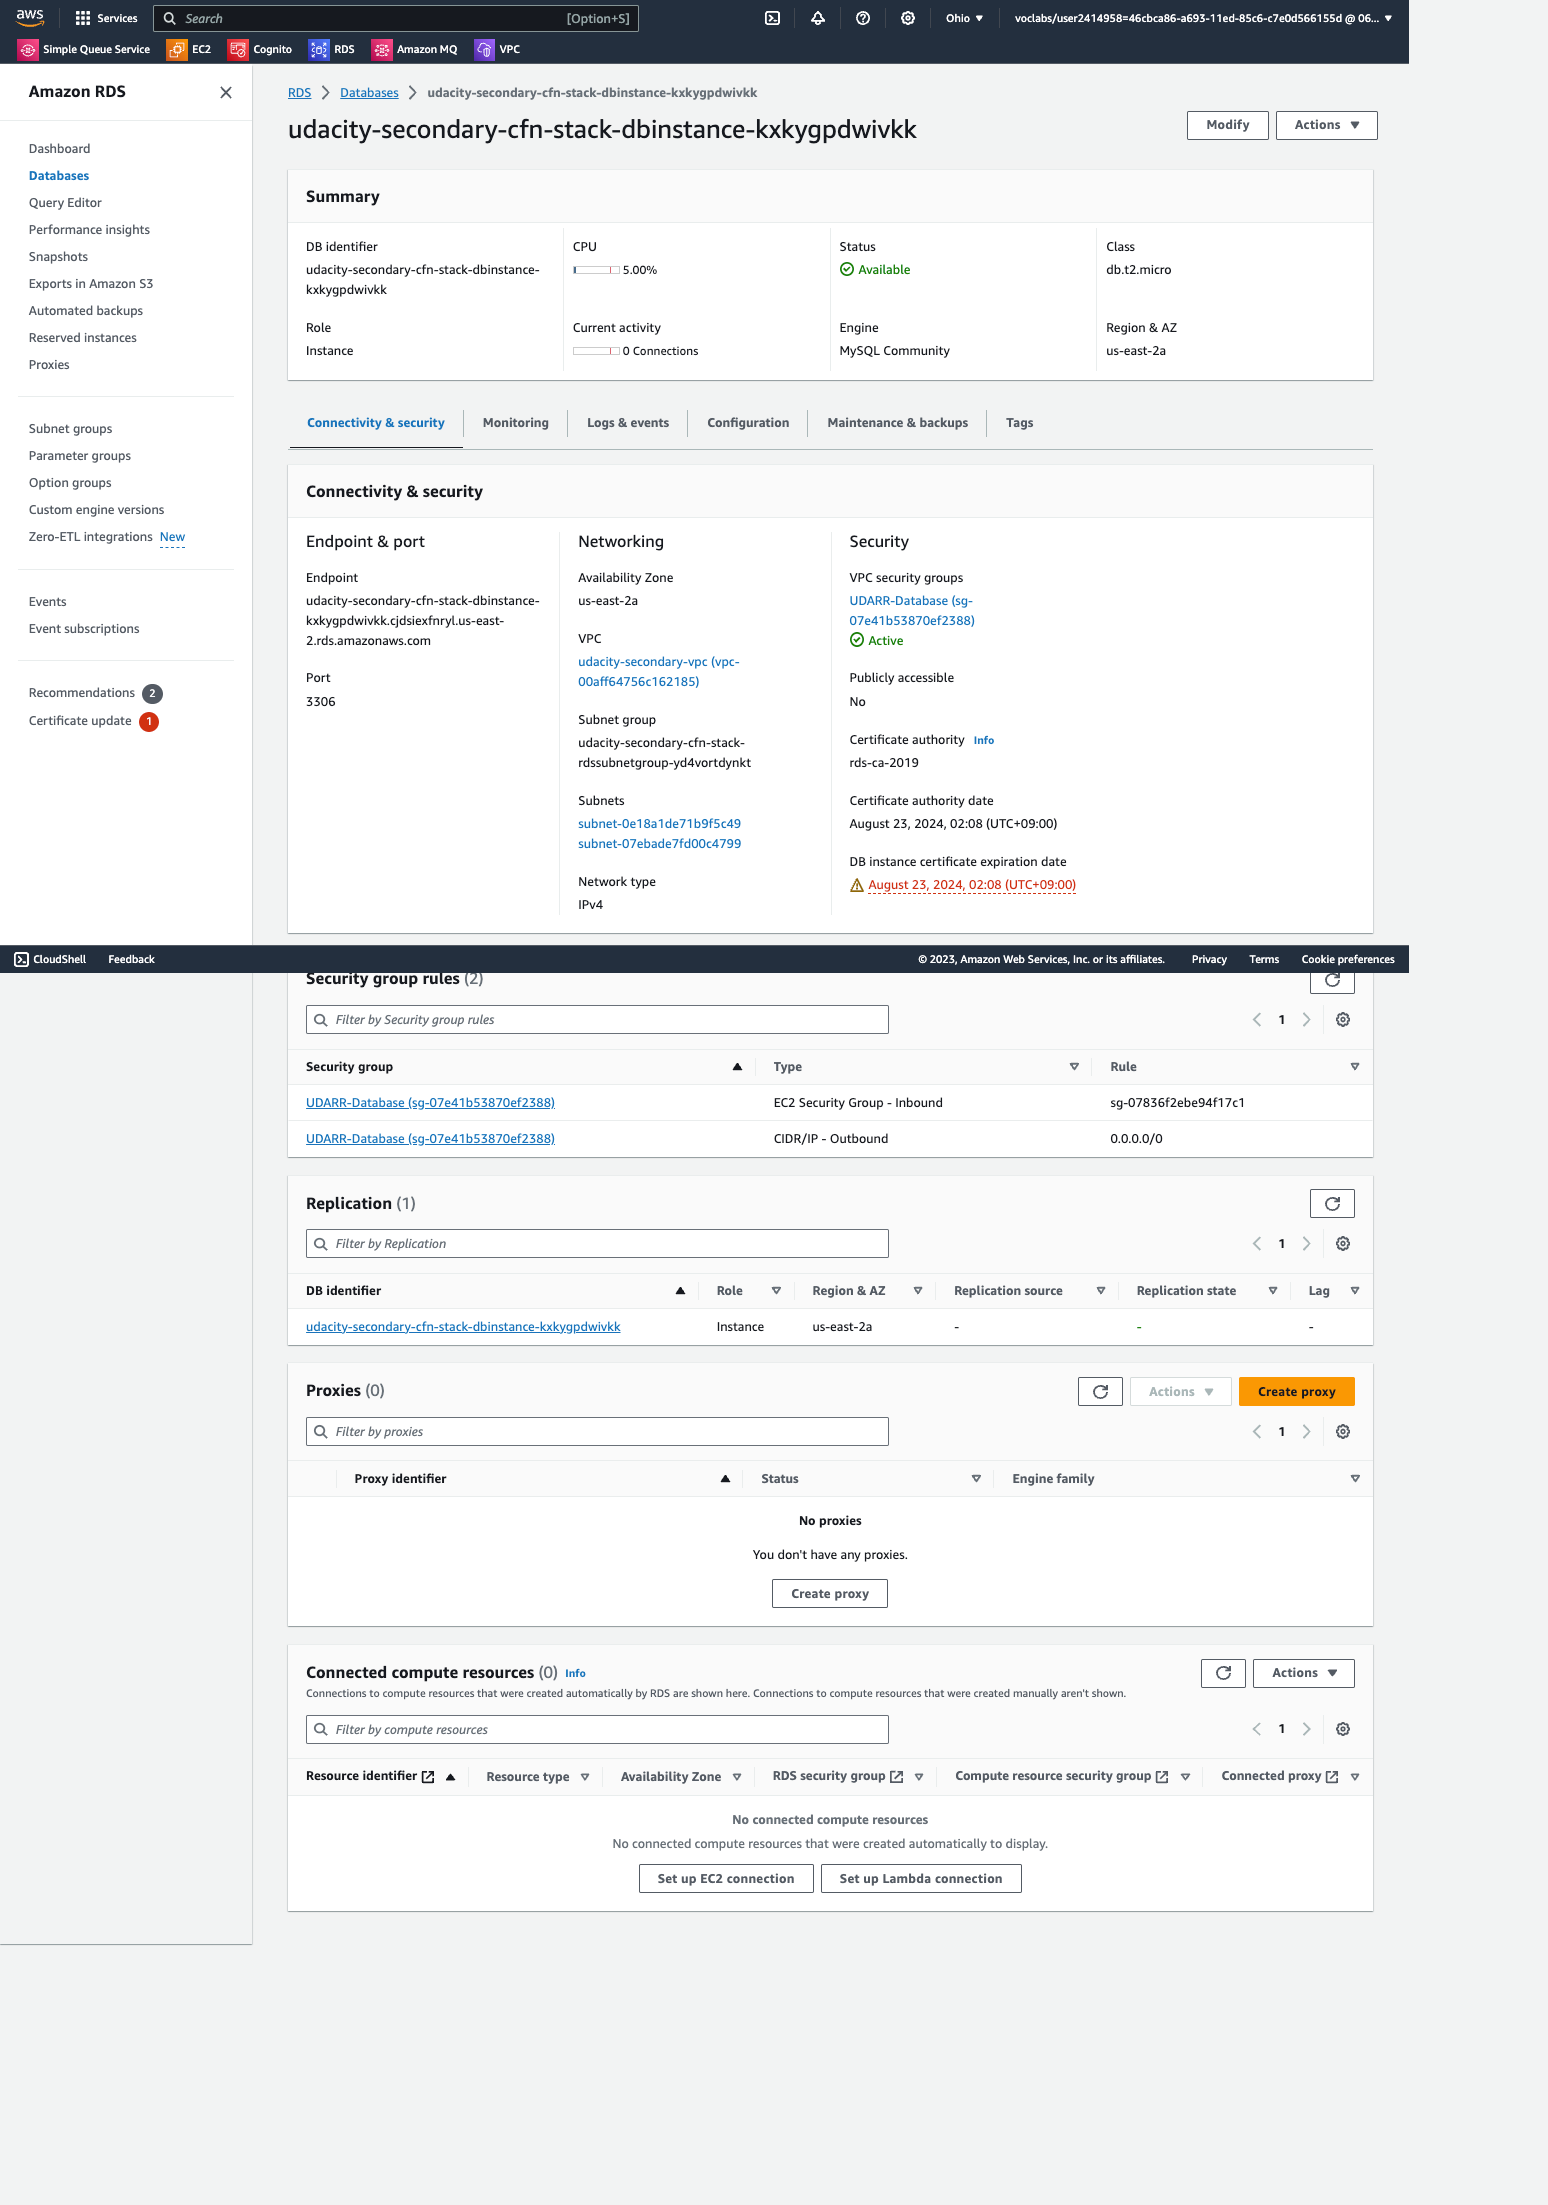 aws
Services
Search
[Option+S]
Ohio ▼
voclabs/user2414958=46cbca86-a693-11ed-85c6-c7e0d566155d @ 06... ▼
Simple Queue Service
EC2
Cognito
RDS
Amazon MQ
VPC
Amazon RDS
Dashboard
Databases
Query Editor
Performance insights
Snapshots
Exports in Amazon S3
Automated backups
Reserved instances
Proxies
Subnet groups
Parameter groups
Option groups
Custom engine versions
Zero-ETL integrations New
Events
Event subscriptions
Recommendations 2
Certificate update 1
RDS > Databases > udacity-secondary-cfn-stack-dbinstance-kxkygpdwivkk
udacity-secondary-cfn-stack-dbinstance-kxkygpdwivkk
Modify
Actions ▼
Summary
DB identifier
udacity-secondary-cfn-stack-dbinstance-
kxkygpdwivkk
CPU
5.00%
Status
Available
Class
db.t2.micro
Role
Instance
Current activity
0 Connections
Engine
MySQL Community
Region & AZ
us-east-2a
Connectivity & security
Monitoring
Logs & events
Configuration
Maintenance & backups
Tags
Connectivity & security
Endpoint & port
Endpoint
udacity-secondary-cfn-stack-dbinstance-
kxkygpdwivkk.cjdsiexfnryl.us-east-
2.rds.amazonaws.com
Port
3306
Networking
Availability Zone
us-east-2a
VPC
udacity-secondary-vpc (vpc-
00aff64756c162185)
Subnet group
udacity-secondary-cfn-stack-
rdssubnetgroup-yd4vortdynkt
Subnets
subnet-0e18a1de71b9f5c49
subnet-07ebade7fd00c4799
Network type
IPv4
Security
VPC security groups
UDARR-Database (sg-
07e41b53870ef2388)
Active
Publicly accessible
No
Certificate authority Info
rds-ca-2019
Certificate authority date
August 23, 2024, 02:08 (UTC+09:00)
DB instance certificate expiration date
August 23, 2024, 02:08 (UTC+09:00)
CloudShell
Feedback
© 2023, Amazon Web Services, Inc. or its affiliates.
Privacy
Terms
Cookie preferences
Security group rules (2)
Filter by Security group rules
1
Security group
Type
Rule
UDARR-Database (sg-07e41b53870ef2388)
EC2 Security Group - Inbound
sg-07836f2ebe94f17c1
UDARR-Database (sg-07e41b53870ef2388)
CIDR/IP - Outbound
0.0.0.0/0
Replication (1)
Filter by Replication
1
DB identifier
Role
Region & AZ
Replication source
Replication state
Lag
udacity-secondary-cfn-stack-dbinstance-kxkygpdwivkk
Instance
us-east-2a
-
-
-
Proxies (0)
Actions ▼
Create proxy
Filter by proxies
1
Proxy identifier
Status
Engine family
No proxies
You don't have any proxies.
Create proxy
Connected compute resources (0) Info
Actions ▼
Connections to compute resources that were created automatically by RDS are shown here. Connections to compute resources that were created manually aren't shown.
Filter by compute resources
1
Resource identifier
Resource type
Availability Zone
RDS security group
Compute resource security group
Connected proxy
No connected compute resources
No connected compute resources that were created automatically to display.
Set up EC2 connection
Set up Lambda connection